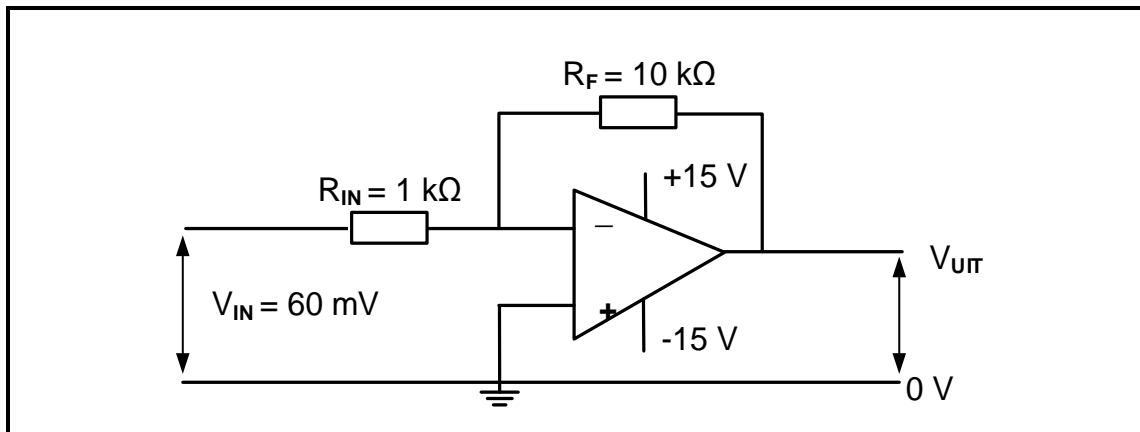 R_F = 10 kΩ
+15 V
R_IN = 1 kΩ
–
V_UIT
V_IN = 60 mV
+
-15 V
0 V